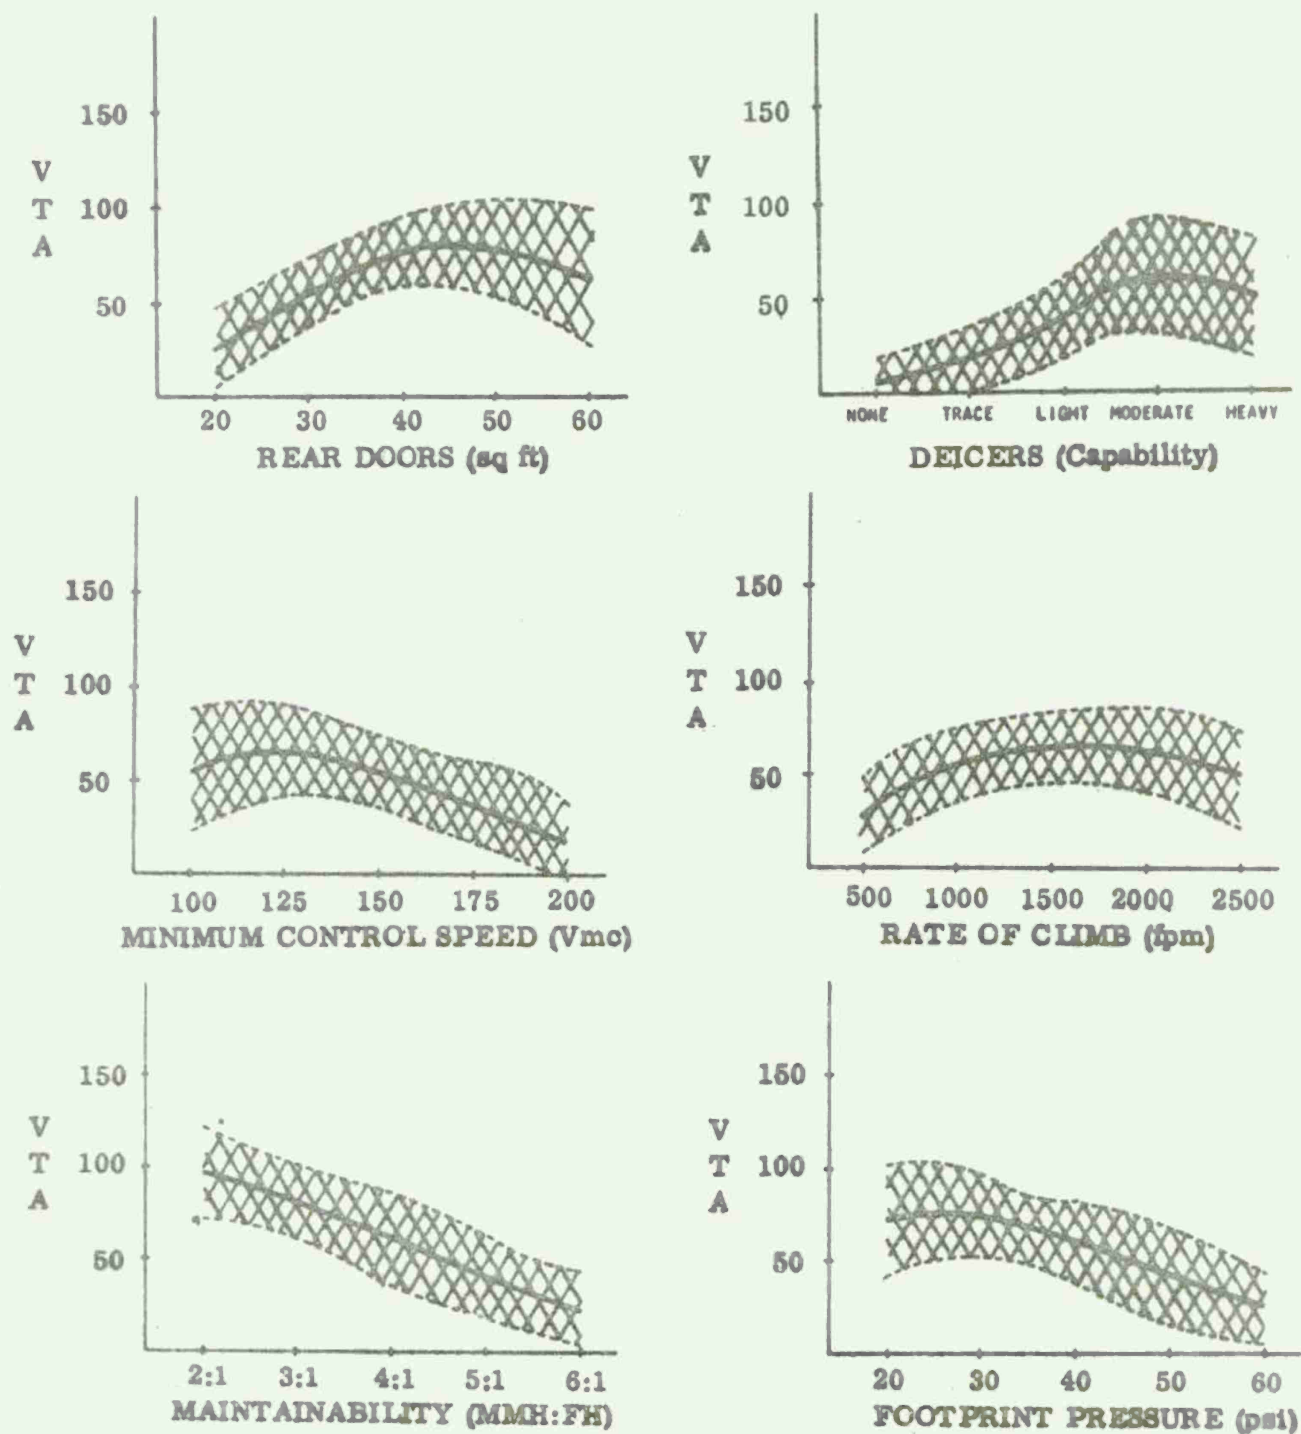 150
V
T 100
A
50
20 30 40 50 60
REAR DOORS (sq ft)
150
V
T 100
A
50
NONE TRACE LIGHT MODERATE HEAVY
DEICERS (Capability)
150
V
T 100
A
50
100 125 150 175 200
MINIMUM CONTROL SPEED (Vmc)
150
V
T 100
A
50
500 1000 1500 2000 2500
RATE OF CLIMB (fpm)
150
V
T 100
A
50
2:1 3:1 4:1 5:1 6:1
MAINTAINABILITY (MMH:FH)
150
V
T 100
A
50
20 30 40 50 60
FOOTPRINT PRESSURE (psi)